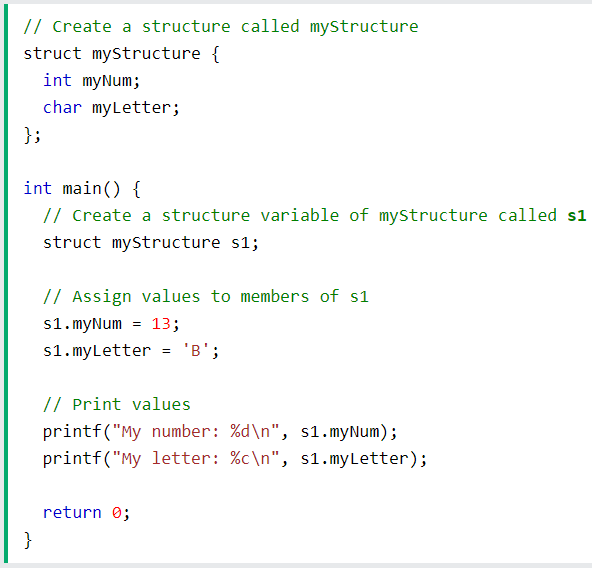 // Create a structure called myStructure
struct myStructure {
  int myNum;
  char myLetter;
};

int main() {
  // Create a structure variable of myStructure called s1
  struct myStructure s1;

  // Assign values to members of s1
  s1.myNum = 13;
  s1.myLetter = 'B';

  // Print values
  printf("My number: %d\n", s1.myNum);
  printf("My letter: %c\n", s1.myLetter);

  return 0;
}